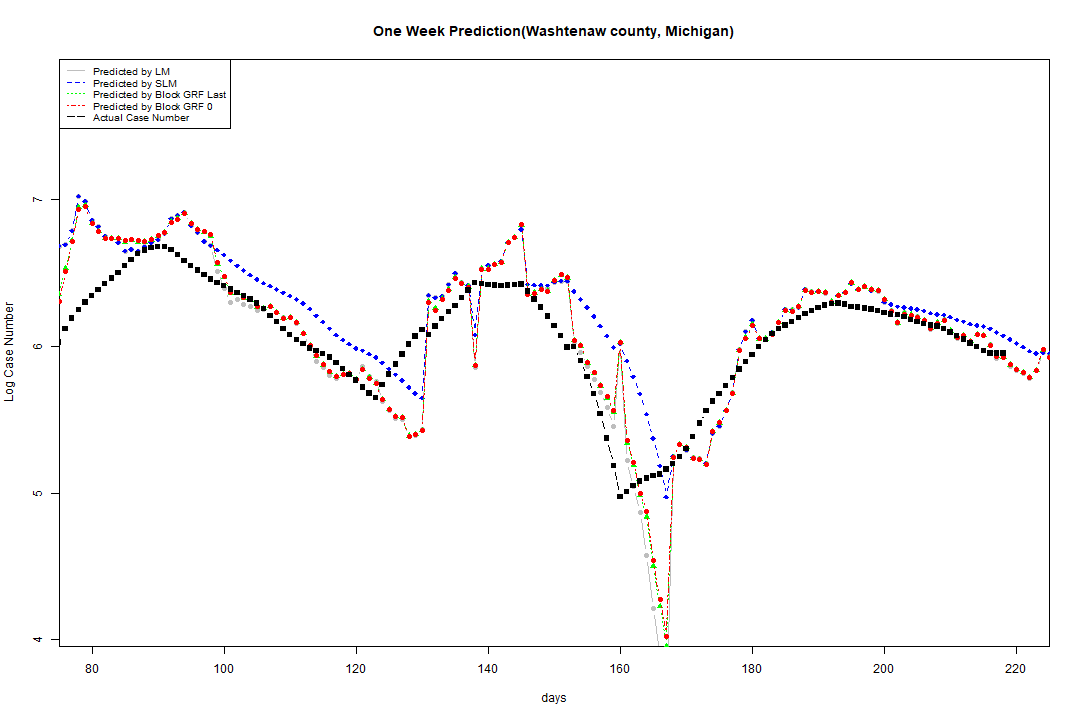 One Week Prediction(Washtenaw county, Michigan)
Predicted by LM
Predicted by SLM
Predicted by Block GRF Last
Predicted by Block GRF 0
Actual Case Number
7
6
5
4
Log Case Number
80 100 120 140 160 180 200 220
days